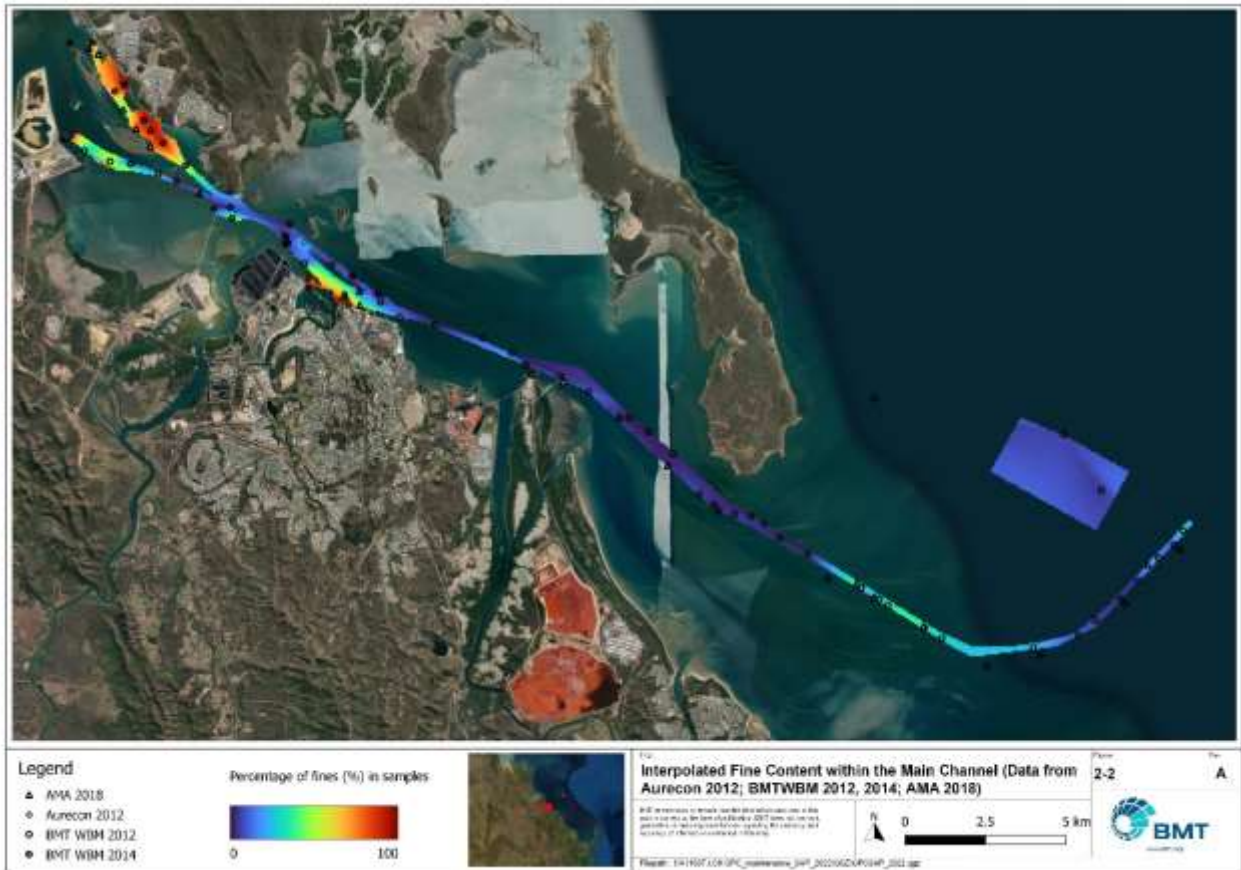 Legend
AMA 2018
Aurecon 2012
BMT WBM 2012
BMT WBM 2014
Percentage of fines (%) in samples
0 100
Interpolated Fine Content within the Main Channel (Data from
Aurecon 2012; BMTWBM 2012, 2014; AMA 2018)
2-2
A
N
0 2.5 5 km
BMT